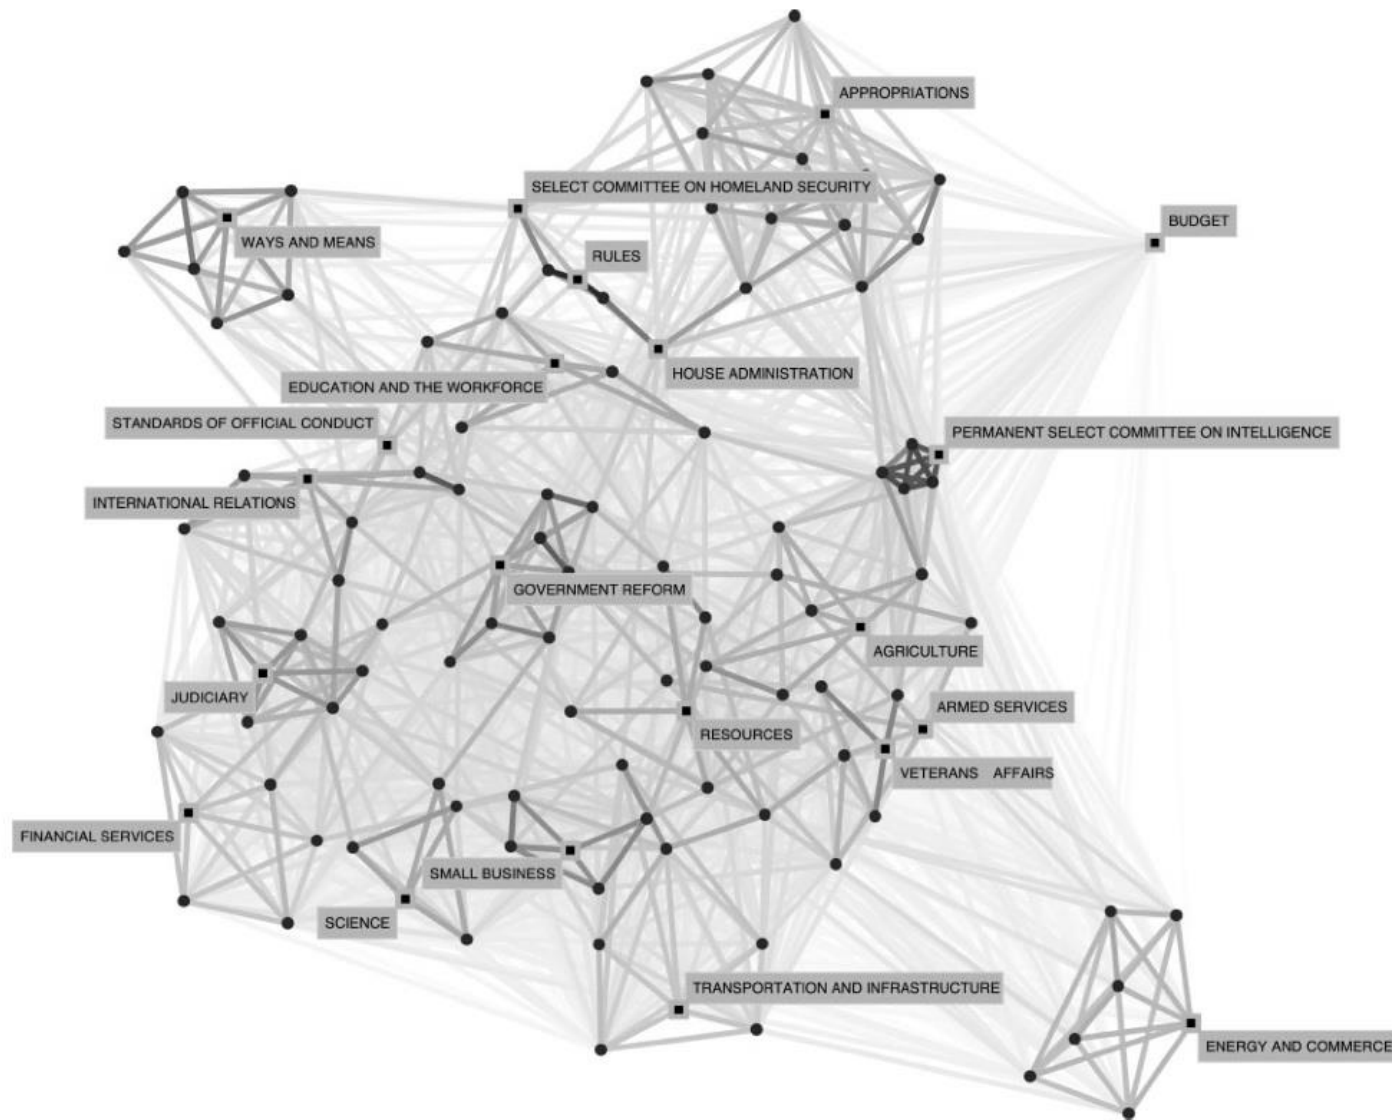 APPROPRIATIONS
SELECT COMMITTEE ON HOMELAND SECURITY
BUDGET
WAYS AND MEANS
RULES
HOUSE ADMINISTRATION
EDUCATION AND THE WORKFORCE
STANDARDS OF OFFICIAL CONDUCT
PERMANENT SELECT COMMITTEE ON INTELLIGENCE
INTERNATIONAL RELATIONS
GOVERNMENT REFORM
AGRICULTURE
JUDICIARY
ARMED SERVICES
RESOURCES
VETERANS AFFAIRS
FINANCIAL SERVICES
SMALL BUSINESS
SCIENCE
TRANSPORTATION AND INFRASTRUCTURE
ENERGY AND COMMERCE